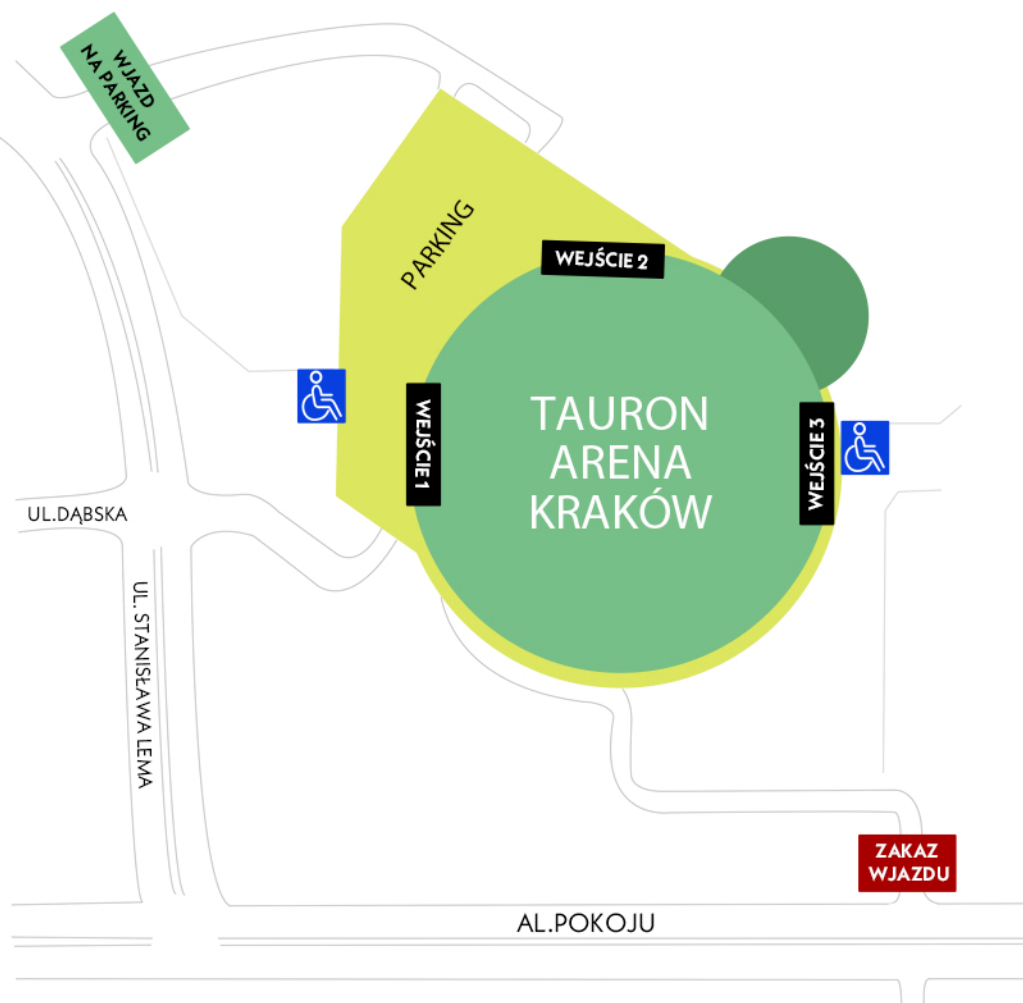 WJAZD
NA PARKING
PARKING
WEJŚCIE 2
WEJŚCIE 1
TAURON
ARENA
KRAKÓW
WEJŚCIE 3
UL.DĄBSKA
UL. STANISŁAWA LEMA
ZAKAZ
WJAZDU
AL.POKOJU